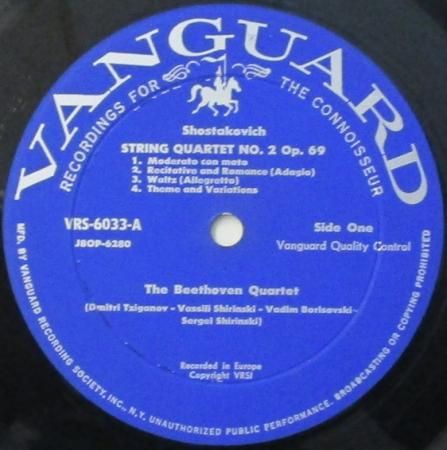 VANGUARD
RECORDINGS FOR THE CONNOISSEUR
Shostakovich
STRING QUARTET NO. 2 Op. 69
1. Moderato con moto
2. Recitative and Romance (Adagio)
3. Waltz (Allegretto)
4. Theme and Variations
VRS-6033-A
J8OP-6280
Side One
Vanguard Quality Control
The Beethoven Quartet
(Dmitri Tziganov - Vassili Shirinski - Vadim Borisovski-
Sergei Shirinski)
Recorded in Europe
Copyright VRSI
MFD. BY VANGUARD RECORDING SOCIETY, INC., N.Y. UNAUTHORIZED PUBLIC PERFORMANCE, BROADCASTING OR COPYING PROHIBITED